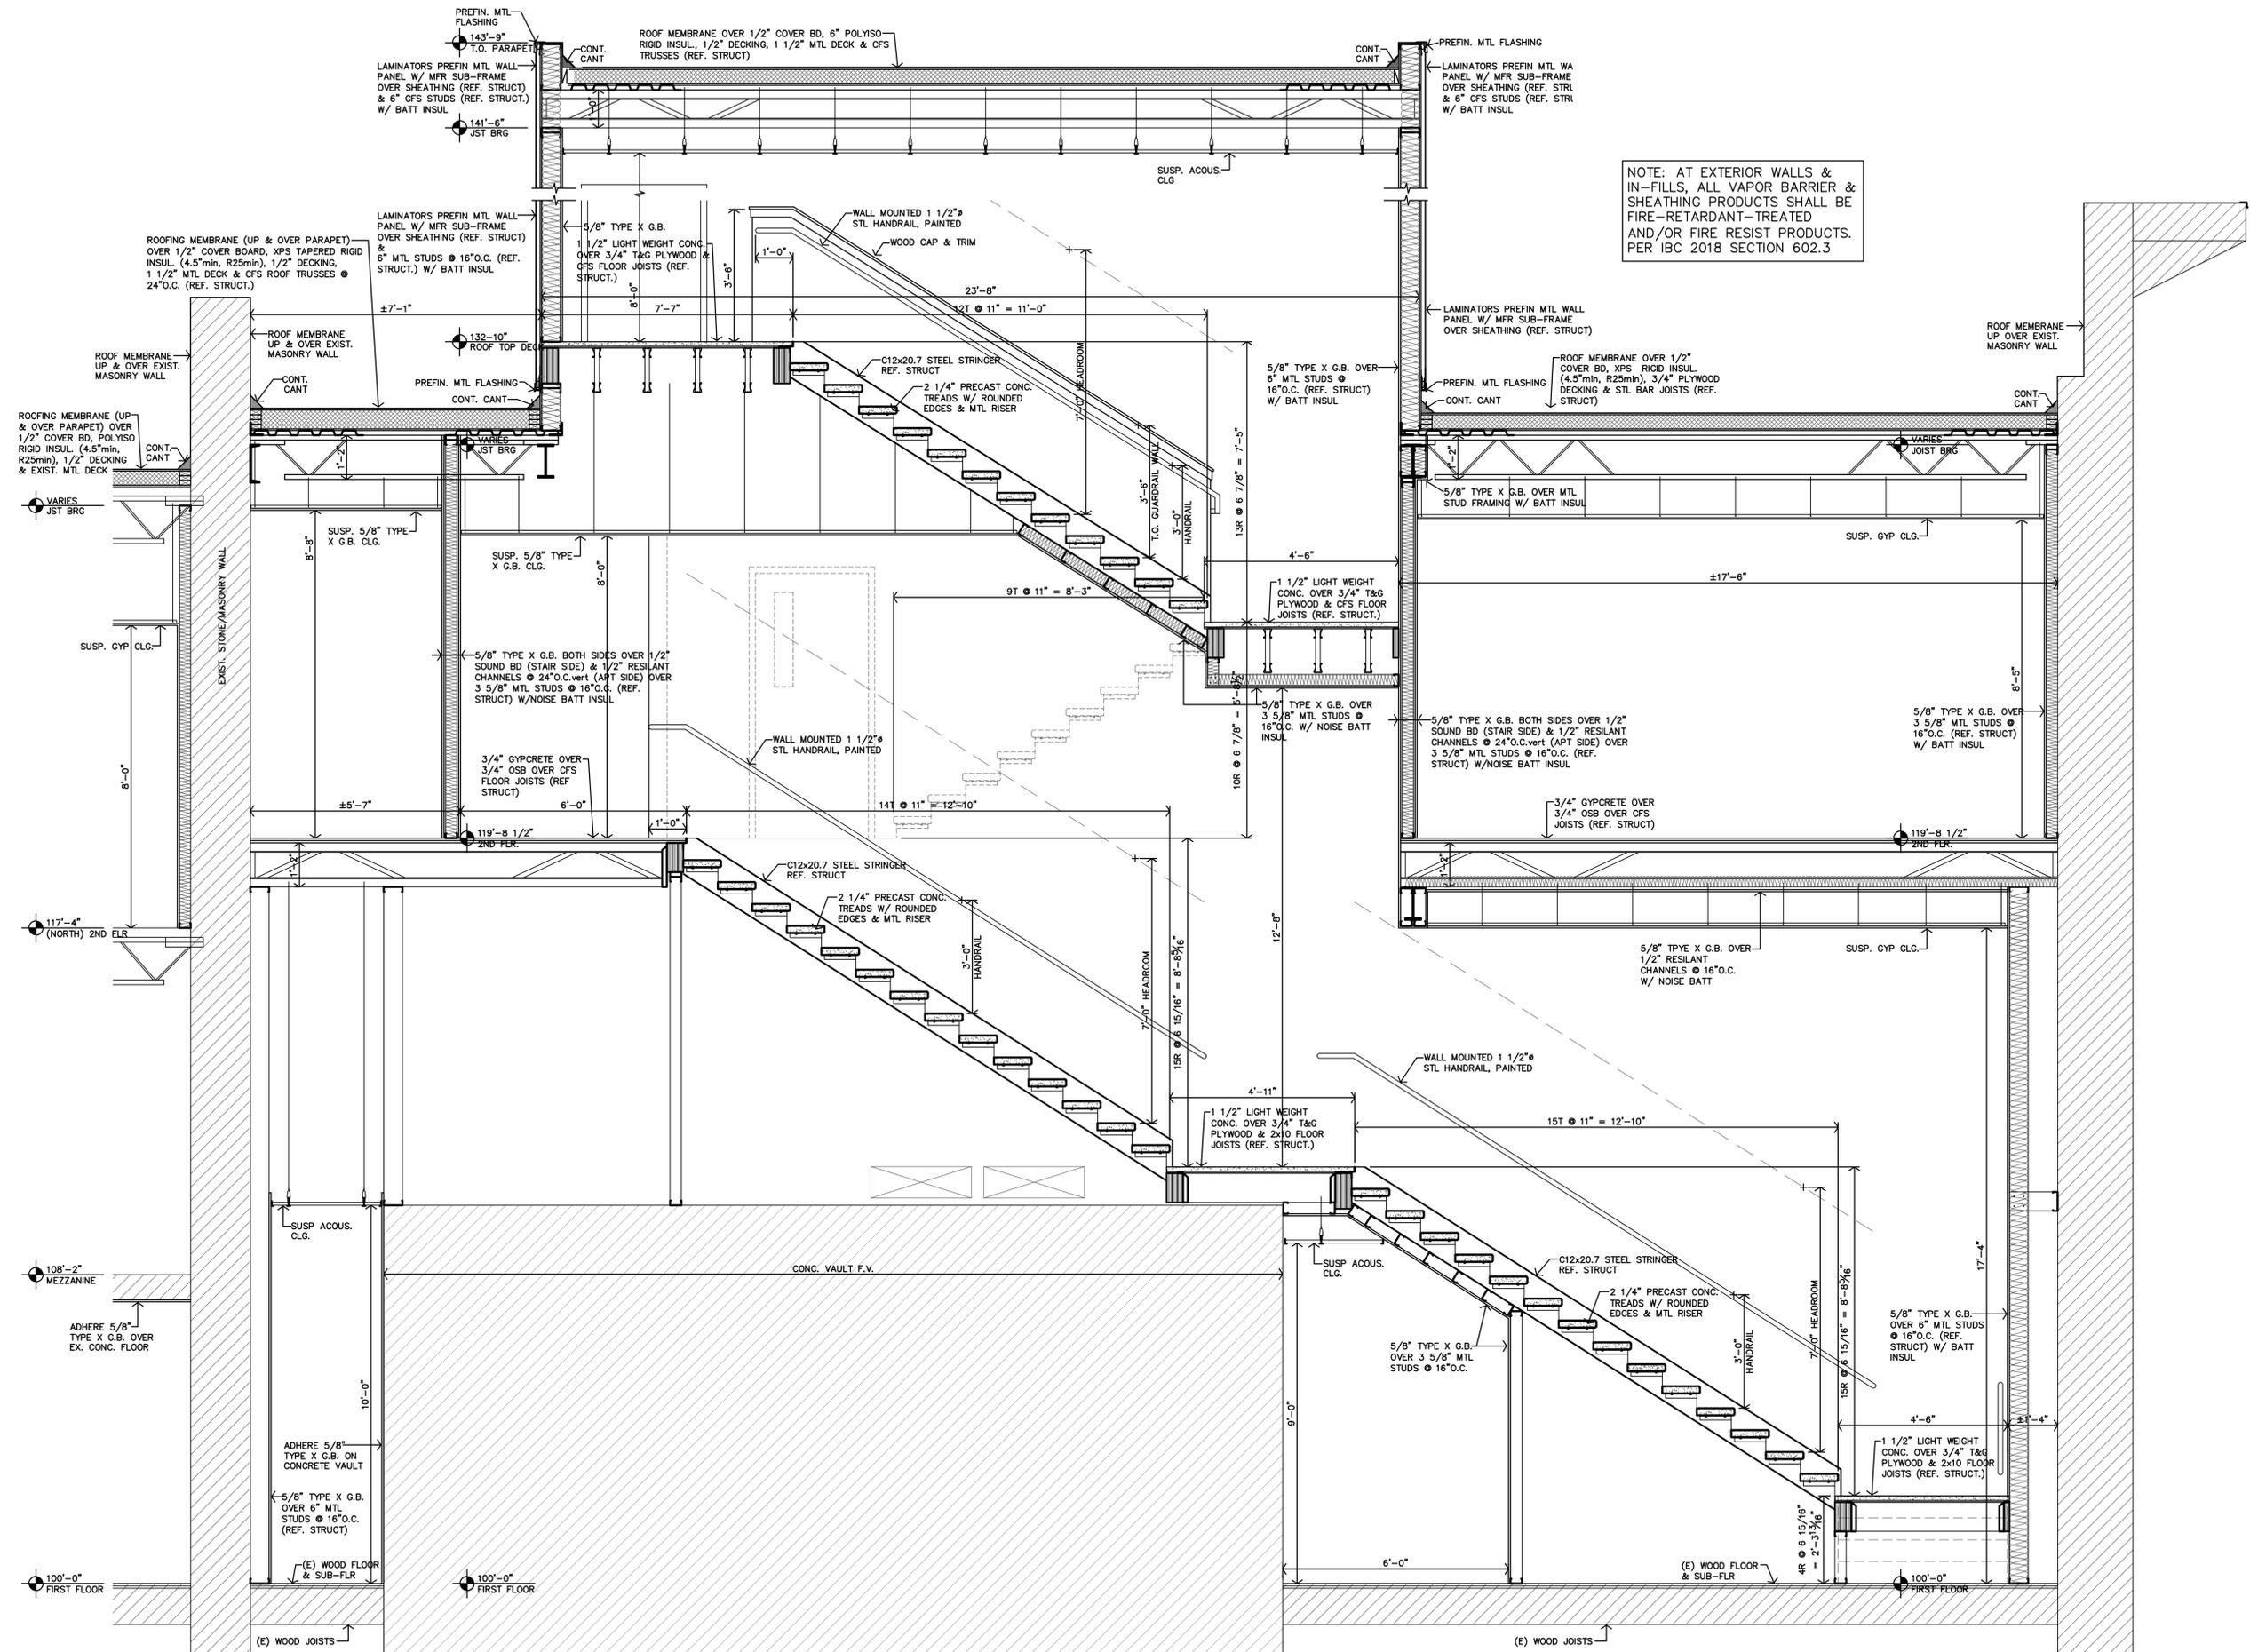 PREFIN. MTL
FLASHING
143'-9"
T.O. PARAPET
CONT.
CANT
ROOF MEMBRANE OVER 1/2" COVER BD, 6" POLYISO
RIGID INSUL., 1/2" DECKING, 1 1/2" MTL DECK & CFS
TRUSSES (REF. STRUCT)
CONT.
CANT
PREFIN. MTL FLASHING
LAMINATORS PREFIN MTL WALL
PANEL W/ MFR SUB-FRAME
OVER SHEATHING (REF. STRUCT)
& 6" CFS STUDS (REF. STRUCT.)
W/ BATT INSUL
LAMINATORS PREFIN MTL WA
PANEL W/ MFR SUB-FRAME
OVER SHEATHING (REF. STRU
& 6" CFS STUDS (REF. STRU
W/ BATT INSUL
1'-0"
141'-6"
JST BRG
SUSP. ACOUS.
CLG
NOTE: AT EXTERIOR WALLS &
IN-FILLS, ALL VAPOR BARRIER &
SHEATHING PRODUCTS SHALL BE
FIRE-RETARDANT-TREATED
AND/OR FIRE RESIST PRODUCTS.
PER IBC 2018 SECTION 602.3
LAMINATORS PREFIN MTL WALL
PANEL W/ MFR SUB-FRAME
OVER SHEATHING (REF. STRUCT)
&
6" MTL STUDS @ 16"O.C. (REF.
STRUCT.) W/ BATT INSUL
5/8" TYPE X G.B.
1 1/2" LIGHT WEIGHT CONC.
OVER 3/4" T&G PLYWOOD &
CFS FLOOR JOISTS (REF.
STRUCT.)
WALL MOUNTED 1 1/2"ø
STL HANDRAIL, PAINTED
WOOD CAP & TRIM
1'-0"
3'-6"
8'-0"
ROOFING MEMBRANE (UP & OVER PARAPET)
OVER 1/2" COVER BOARD, XPS TAPERED RIGID
INSUL. (4.5"min, R25min), 1/2" DECKING,
1 1/2" MTL DECK & CFS ROOF TRUSSES @
24"O.C. (REF. STRUCT.)
23'-8"
±7'-1"
7'-7"
12T @ 11" = 11'-0"
LAMINATORS PREFIN MTL WALL
PANEL W/ MFR SUB-FRAME
OVER SHEATHING (REF. STRUCT)
ROOF MEMBRANE
UP & OVER EXIST.
MASONRY WALL
132-10"
ROOF TOP DECK
ROOF MEMBRANE
UP OVER EXIST.
MASONRY WALL
ROOF MEMBRANE
UP & OVER EXIST.
MASONRY WALL
C12x20.7 STEEL STRINGER
REF. STRUCT
5/8" TYPE X G.B. OVER
6" MTL STUDS @
16"O.C. (REF. STRUCT)
W/ BATT INSUL
ROOF MEMBRANE OVER 1/2"
COVER BD, XPS RIGID INSUL.
(4.5"min, R25min), 3/4" PLYWOOD
DECKING & STL BAR JOISTS (REF.
STRUCT)
CONT.
CANT
PREFIN. MTL FLASHING
CONT. CANT
2 1/4" PRECAST CONC.
TREADS W/ ROUNDED
EDGES & MTL RISER
7'-0" HEADROOM
PREFIN. MTL FLASHING
CONT. CANT
CONT.
CANT
ROOFING MEMBRANE (UP
& OVER PARAPET) OVER
1/2" COVER BD, POLYISO
RIGID INSUL. (4.5"min,
R25min), 1/2" DECKING
& EXIST. MTL DECK
CONT.
CANT
1'-2"
VARIES
JST BRG
1'-2"
VARIES
JOIST BRG
3'-6"
T.O. GUARDRAIL WALL
3'-0"
HANDRAIL
13R @ 6 7/8" = 7'-5"
5/8" TYPE X G.B. OVER MTL
STUD FRAMING W/ BATT INSUL
VARIES
JST BRG
SUSP. 5/8" TYPE
X G.B. CLG.
SUSP. 5/8" TYPE
X G.B. CLG.
SUSP. GYP CLG.
8'-8"
8'-0"
4'-6"
EXIST. STONE/MASONRY WALL
9T @ 11" = 8'-3"
1 1/2" LIGHT WEIGHT
CONC. OVER 3/4" T&G
PLYWOOD & CFS FLOOR
JOISTS (REF. STRUCT.)
±17'-6"
SUSP. GYP CLG.
5/8" TYPE X G.B. BOTH SIDES OVER 1/2"
SOUND BD (STAIR SIDE) & 1/2" RESILANT
CHANNELS @ 24"O.C.vert (APT SIDE) OVER
3 5/8" MTL STUDS @ 16"O.C. (REF.
STRUCT) W/NOISE BATT INSUL
10R @ 6 7/8" = 5'-8 1/2"
5/8" TYPE X G.B. OVER
3 5/8" MTL STUDS @
16"O.C. W/ NOISE BATT
INSUL
5/8" TYPE X G.B. BOTH SIDES OVER 1/2"
SOUND BD (STAIR SIDE) & 1/2" RESILANT
CHANNELS @ 24"O.C.vert (APT SIDE) OVER
3 5/8" MTL STUDS @ 16"O.C. (REF.
STRUCT) W/NOISE BATT INSUL
8'-5"
5/8" TYPE X G.B. OVER
3 5/8" MTL STUDS @
16"O.C. (REF. STRUCT)
W/ BATT INSUL
WALL MOUNTED 1 1/2"ø
STL HANDRAIL, PAINTED
3/4" GYPCRETE OVER
3/4" OSB OVER CFS
FLOOR JOISTS (REF
STRUCT)
8'-0"
±5'-7"
6'-0"
14T @ 11" = 12'-10"
1'-0"
3/4" GYPCRETE OVER
3/4" OSB OVER CFS
JOISTS (REF. STRUCT)
119'-8 1/2"
2ND FLR.
119'-8 1/2"
2ND FLR.
1'-2"
C12x20.7 STEEL STRINGER
REF. STRUCT
1'-2"
2 1/4" PRECAST CONC.
TREADS W/ ROUNDED
EDGES & MTL RISER
117'-4"
(NORTH) 2ND FLR
3'-0"
HANDRAIL
7'-0" HEADROOM
15R @ 6 15/16" = 8'-8 5/16"
12'-8"
5/8" TPYE X G.B. OVER
1/2" RESILANT
CHANNELS @ 16"O.C.
W/ NOISE BATT
SUSP. GYP CLG.
WALL MOUNTED 1 1/2"ø
STL HANDRAIL, PAINTED
4'-11"
1 1/2" LIGHT WEIGHT
CONC. OVER 3/4" T&G
PLYWOOD & 2x10 FLOOR
JOISTS (REF. STRUCT.)
15T @ 11" = 12'-10"
17'-4"
SUSP ACOUS.
CLG.
108'-2"
MEZZANINE
CONC. VAULT F.V.
SUSP ACOUS.
CLG.
C12x20.7 STEEL STRINGER
REF. STRUCT
2 1/4" PRECAST CONC.
TREADS W/ ROUNDED
EDGES & MTL RISER
3'-0"
HANDRAIL
7'-0" HEADROOM
15R @ 6 15/16" = 8'-8 5/16"
5/8" TYPE X G.B.
OVER 6" MTL STUDS
@ 16"O.C. (REF.
STRUCT) W/ BATT
INSUL
ADHERE 5/8"
TYPE X G.B. OVER
EX. CONC. FLOOR
5/8" TYPE X G.B.
OVER 3 5/8" MTL
STUDS @ 16"O.C.
10'-0"
9'-0"
4'-6"
±1'-4"
ADHERE 5/8"
TYPE X G.B. ON
CONCRETE VAULT
1 1/2" LIGHT WEIGHT
CONC. OVER 3/4" T&G
PLYWOOD & 2x10 FLOOR
JOISTS (REF. STRUCT.)
5/8" TYPE X G.B.
OVER 6" MTL
STUDS @ 16"O.C.
(REF. STRUCT)
4R @ 6 15/16"
= 2'-3 13/16"
(E) WOOD FLOOR
& SUB-FLR
6'-0"
(E) WOOD FLOOR
& SUB-FLR
100'-0"
FIRST FLOOR
100'-0"
FIRST FLOOR
100'-0"
FIRST FLOOR
(E) WOOD JOISTS
(E) WOOD JOISTS